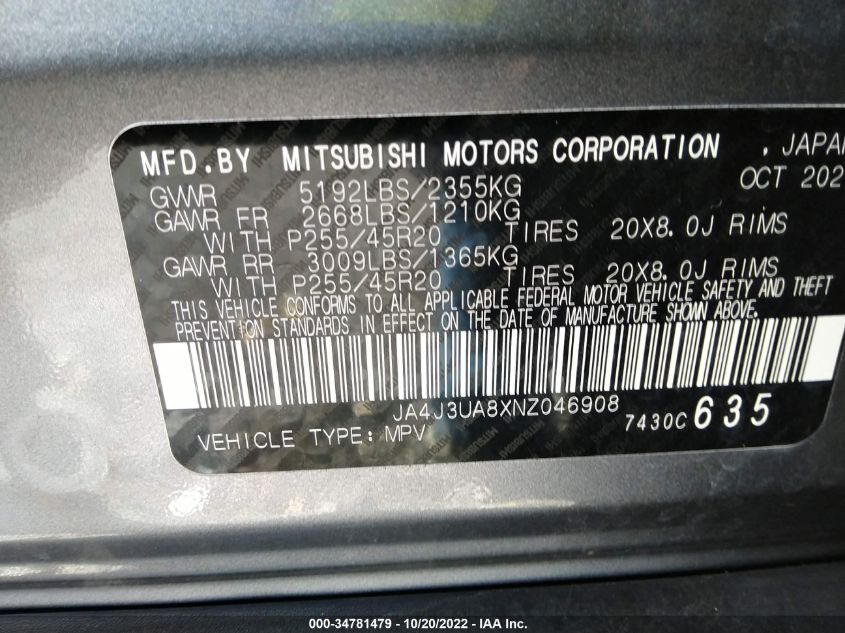 MFD.BY MITSUBISHI MOTORS CORPORATION , JAPAN
OCT 202
GVWR 5192LBS/2355KG
GAWR FR 2668LBS/1210KG
WITH P255/45R20 TIRES 20X8.0J RIMS
GAWR RR 3009LBS/1365KG
WITH P255/45R20 TIRES 20X8.0J RIMS
THIS VEHICLE CONFORMS TO ALL APPLICABLE FEDERAL MOTOR VEHICLE SAFETY AND THEFT
PREVENTION STANDARDS IN EFFECT ON THE DATE OF MANUFACTURE SHOWN ABOVE.
JA4J3UA8XNZ046908
7430C 635
VEHICLE TYPE: MPV
000-34781479 - 10/20/2022 - IAA Inc.